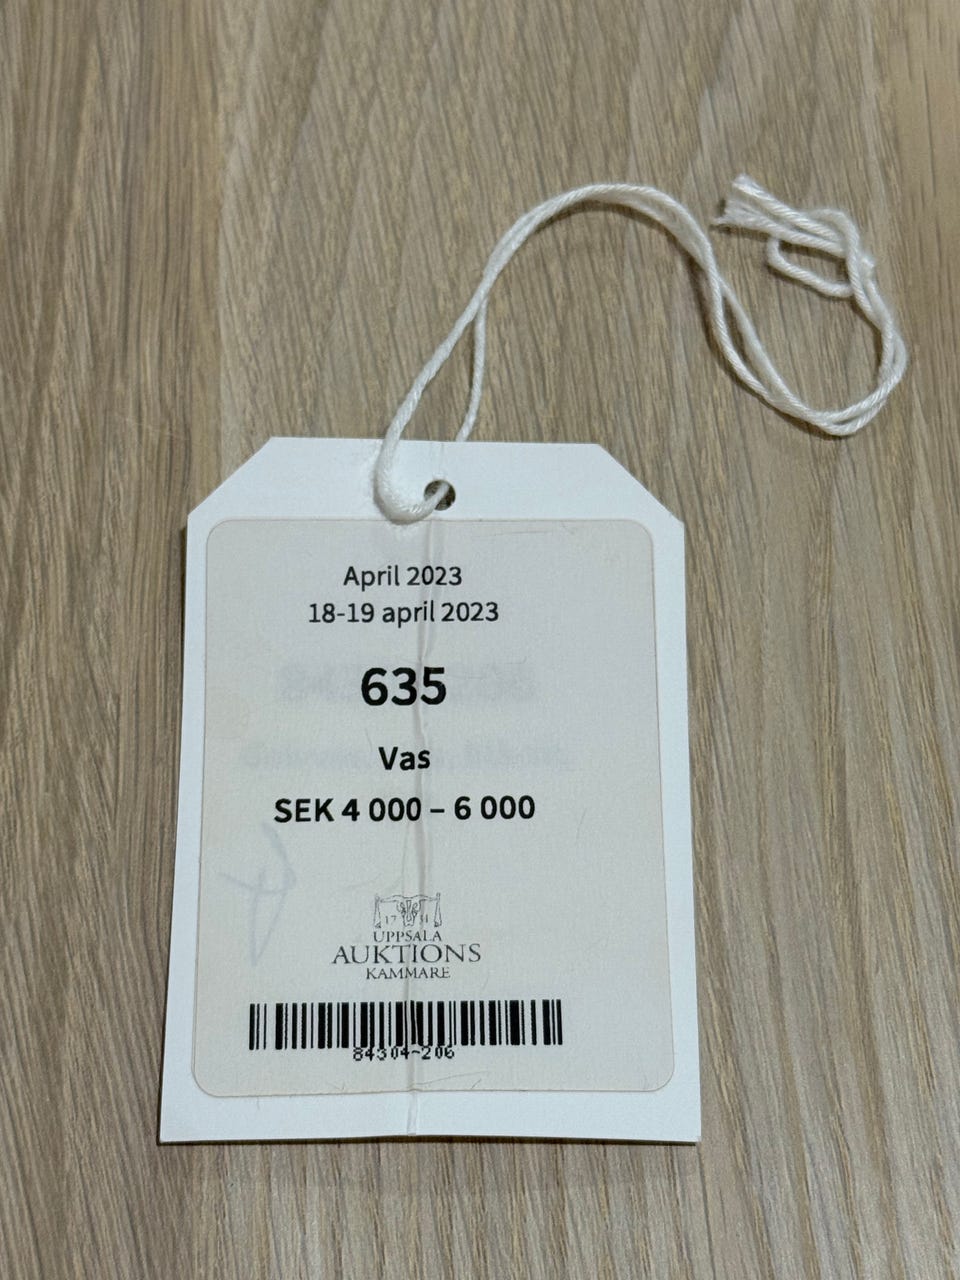 April 2023
18-19 april 2023
635
Vas
SEK 4 000 – 6 000
17 31
UPPSALA
AUKTIONS
KAMMARE
84304-206